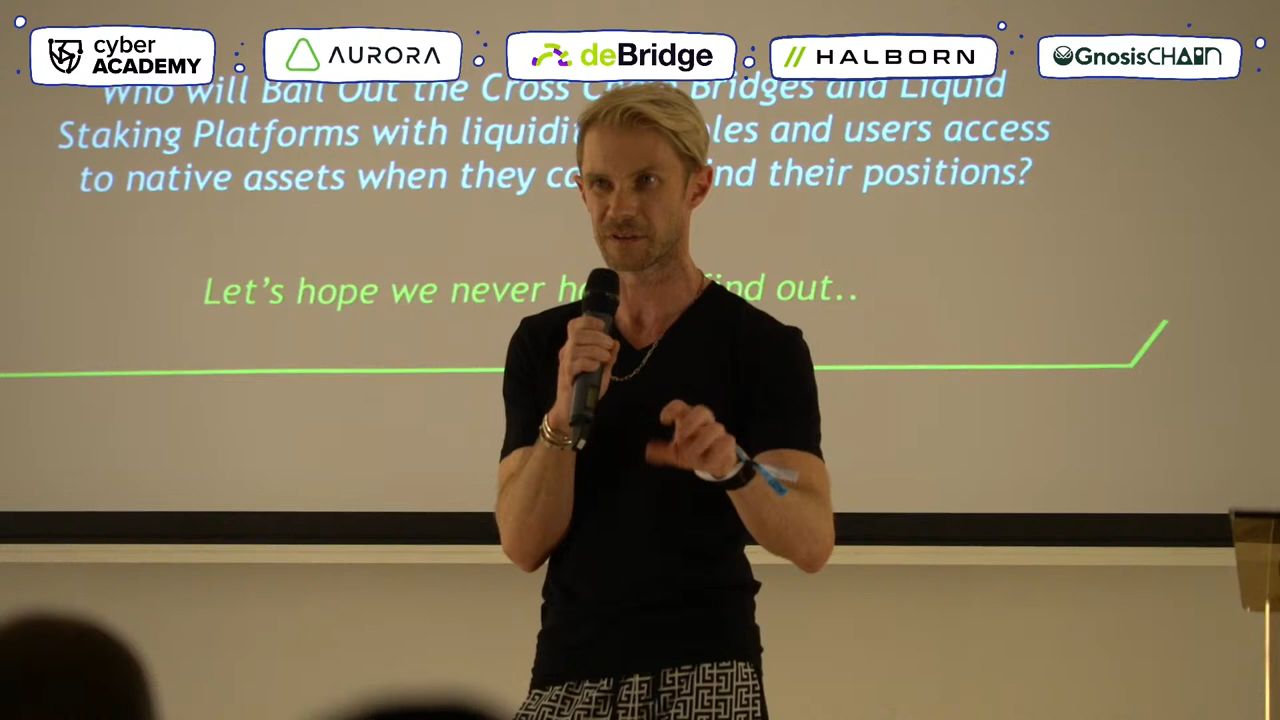 cyber
ACADEMY
AURORA
deBridge
HALBORN
GnosisCHAIN
Who will Bail Out the Cross Bridges and Liquid
Staking Platforms with and users access
to native assets when they their positions?
Let's hope we never out..